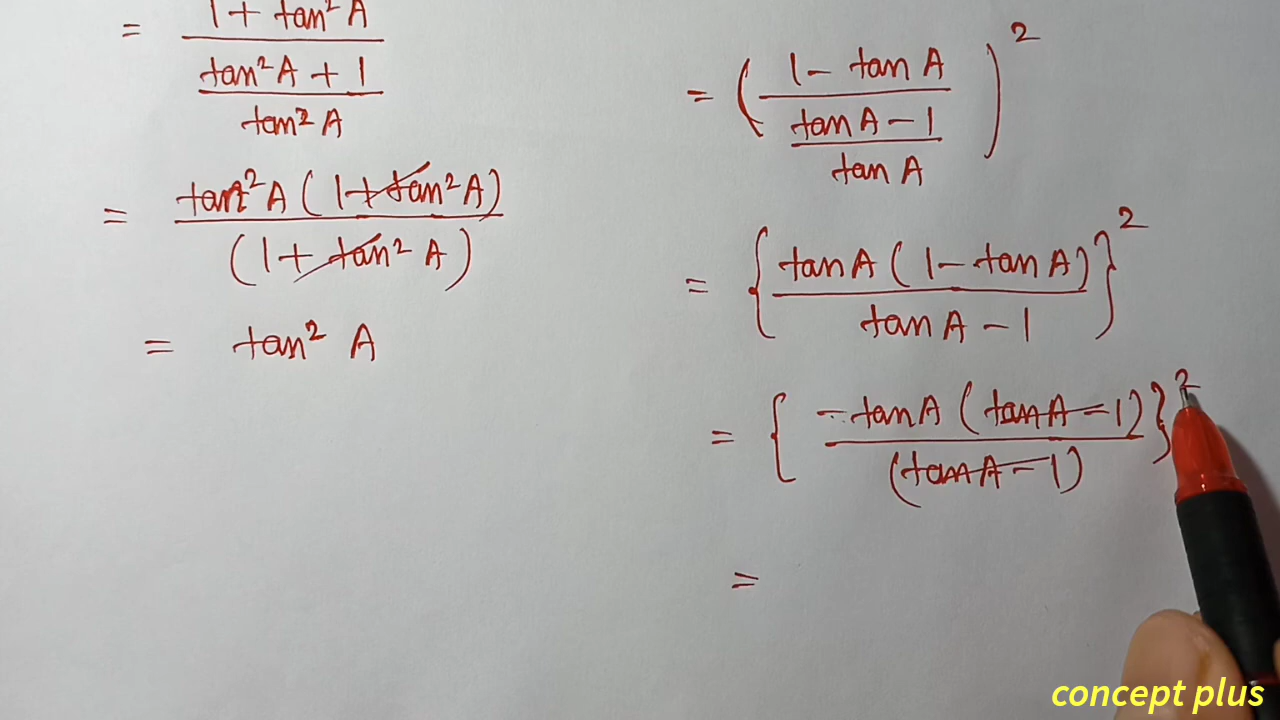 = 1 + tan² A
tan² A + 1
tan² A
= tan² A ( 1 + tan² A )
( 1 + tan² A )
= tan² A
= ( 1 - tan A ) ²
tan A - 1
tan A
= { tan A ( 1 - tan A ) } ²
tan A - 1
= { - tan A ( tan A - 1 ) } ²
( tan A - 1 )
=
concept plus